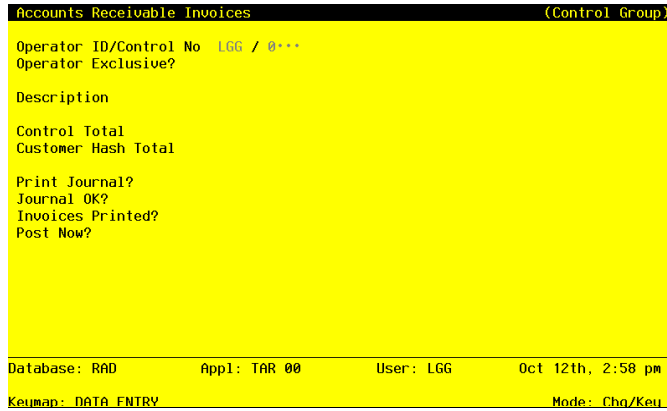 Accounts Receivable Invoices (Control Group)
Operator ID/Control No LGG / 0···
Operator Exclusive?
Description
Control Total
Customer Hash Total
Print Journal?
Journal OK?
Invoices Printed?
Post Now?
Database: RAD Appl: TAR 00 User: LGG Oct 12th, 2:58 pm
Keymap: DATA ENTRY Mode: Chg/Key